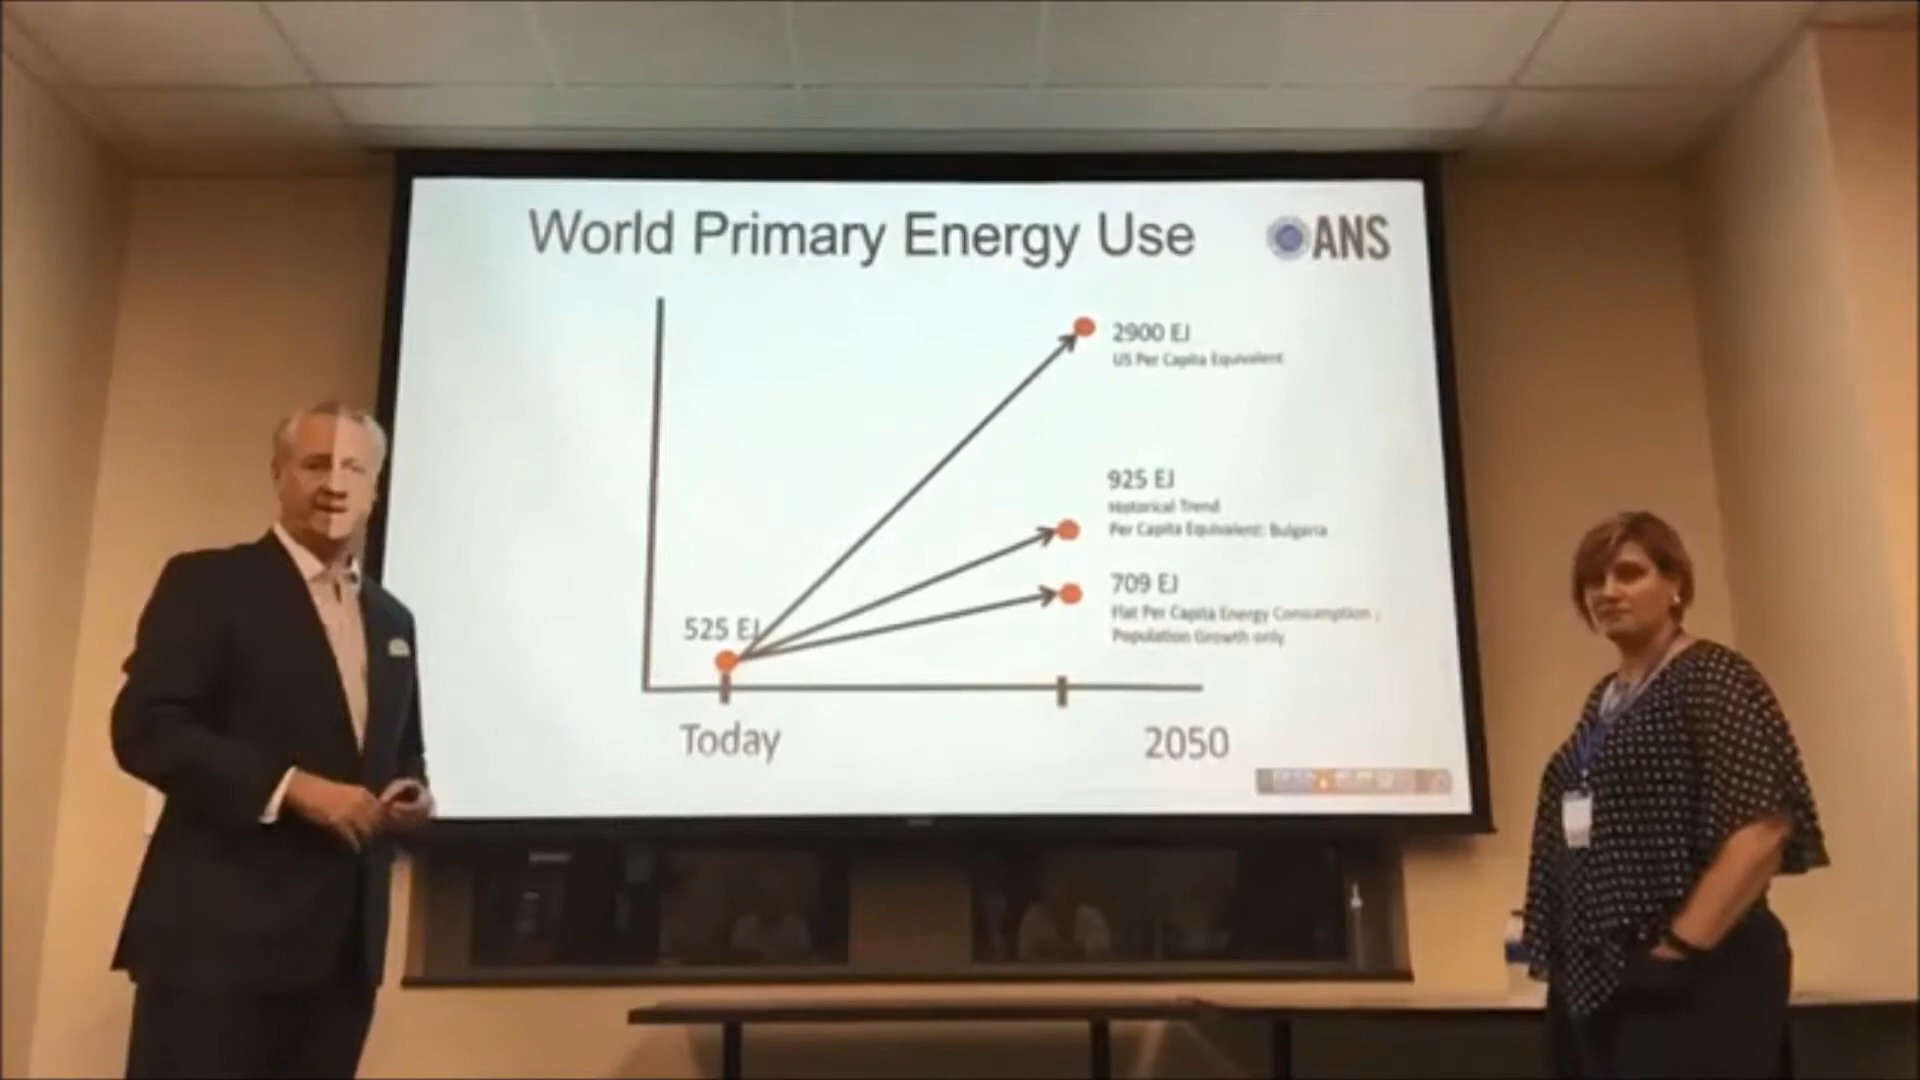 World Primary Energy Use
ANS
2900 EJ
US Per Capita Equivalent
925 EJ
Historical Trend
Per Capita Equivalent: Bulgaria
709 EJ
Flat Per Capita Energy Consumption ;
Population Growth only
525 EJ
Today
2050